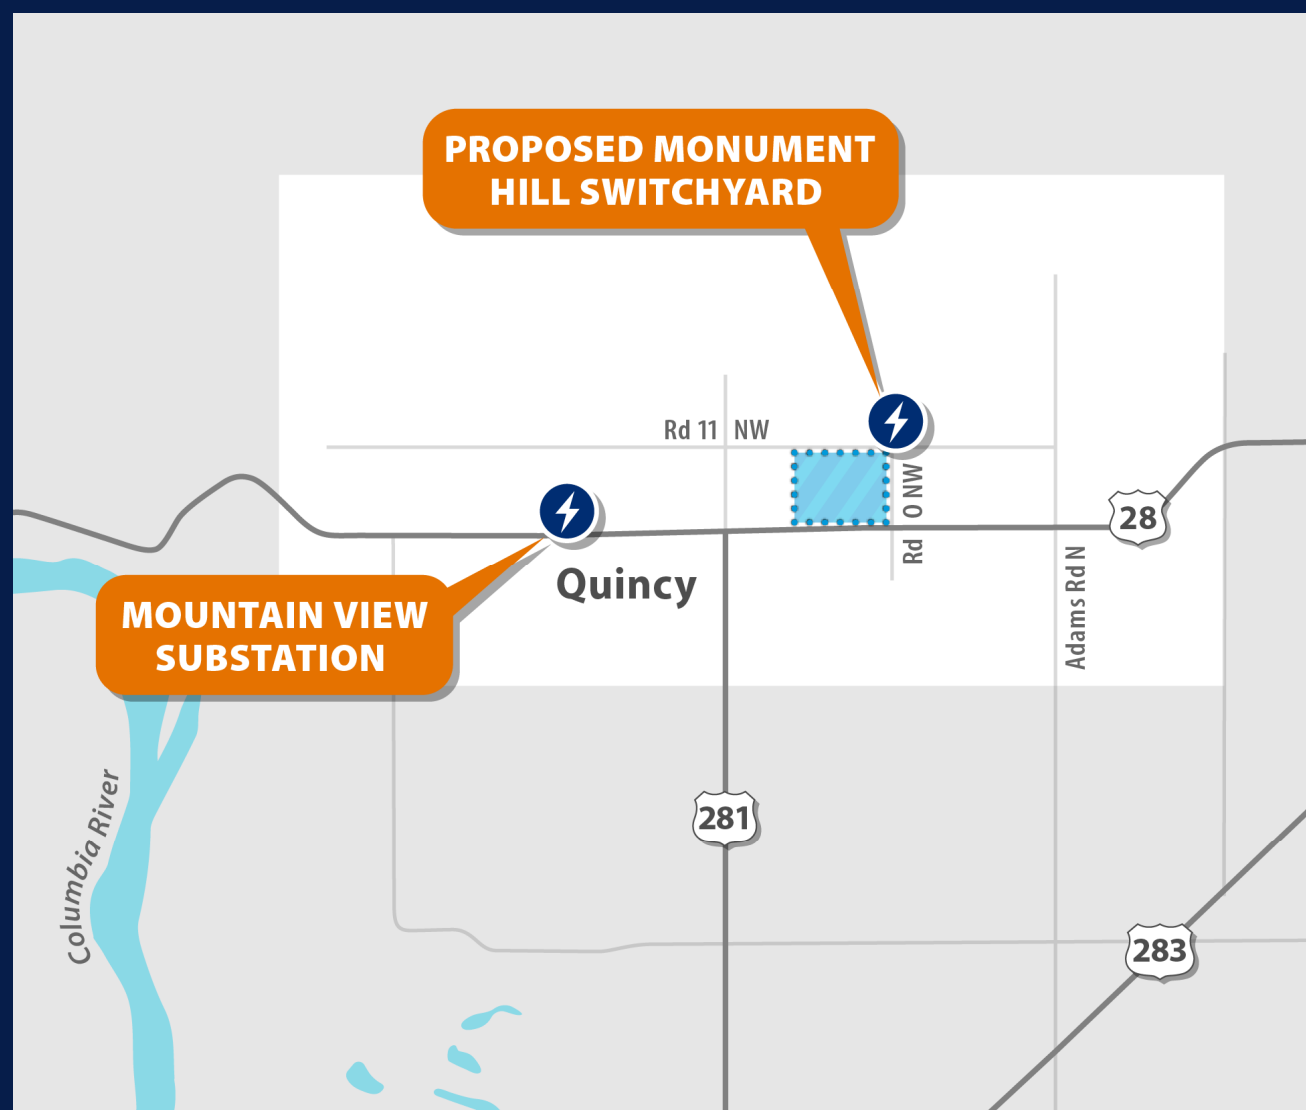 PROPOSED MONUMENT
HILL SWITCHYARD
Rd 11 NW
Rd O NW
28
Quincy
MOUNTAIN VIEW
SUBSTATION
Adams Rd N
281
Columbia River
283